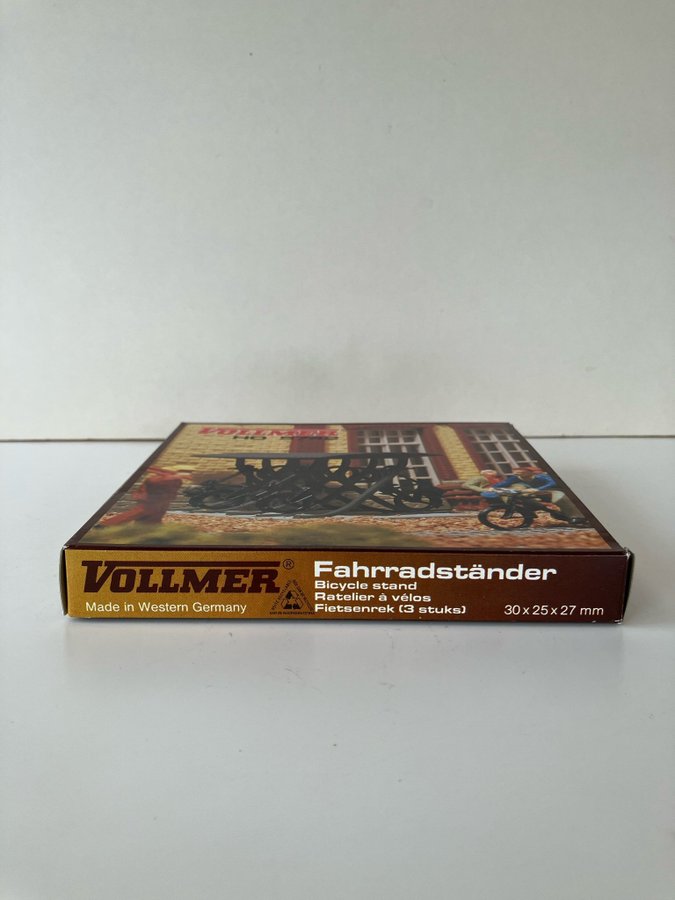 VOLLMER
HO
VOLLMER®
Made in Western Germany
Fahrradständer
Bicycle stand
Ratelier à vélos
Fietsenrek (3 stuks)
30 x 25 x 27 mm